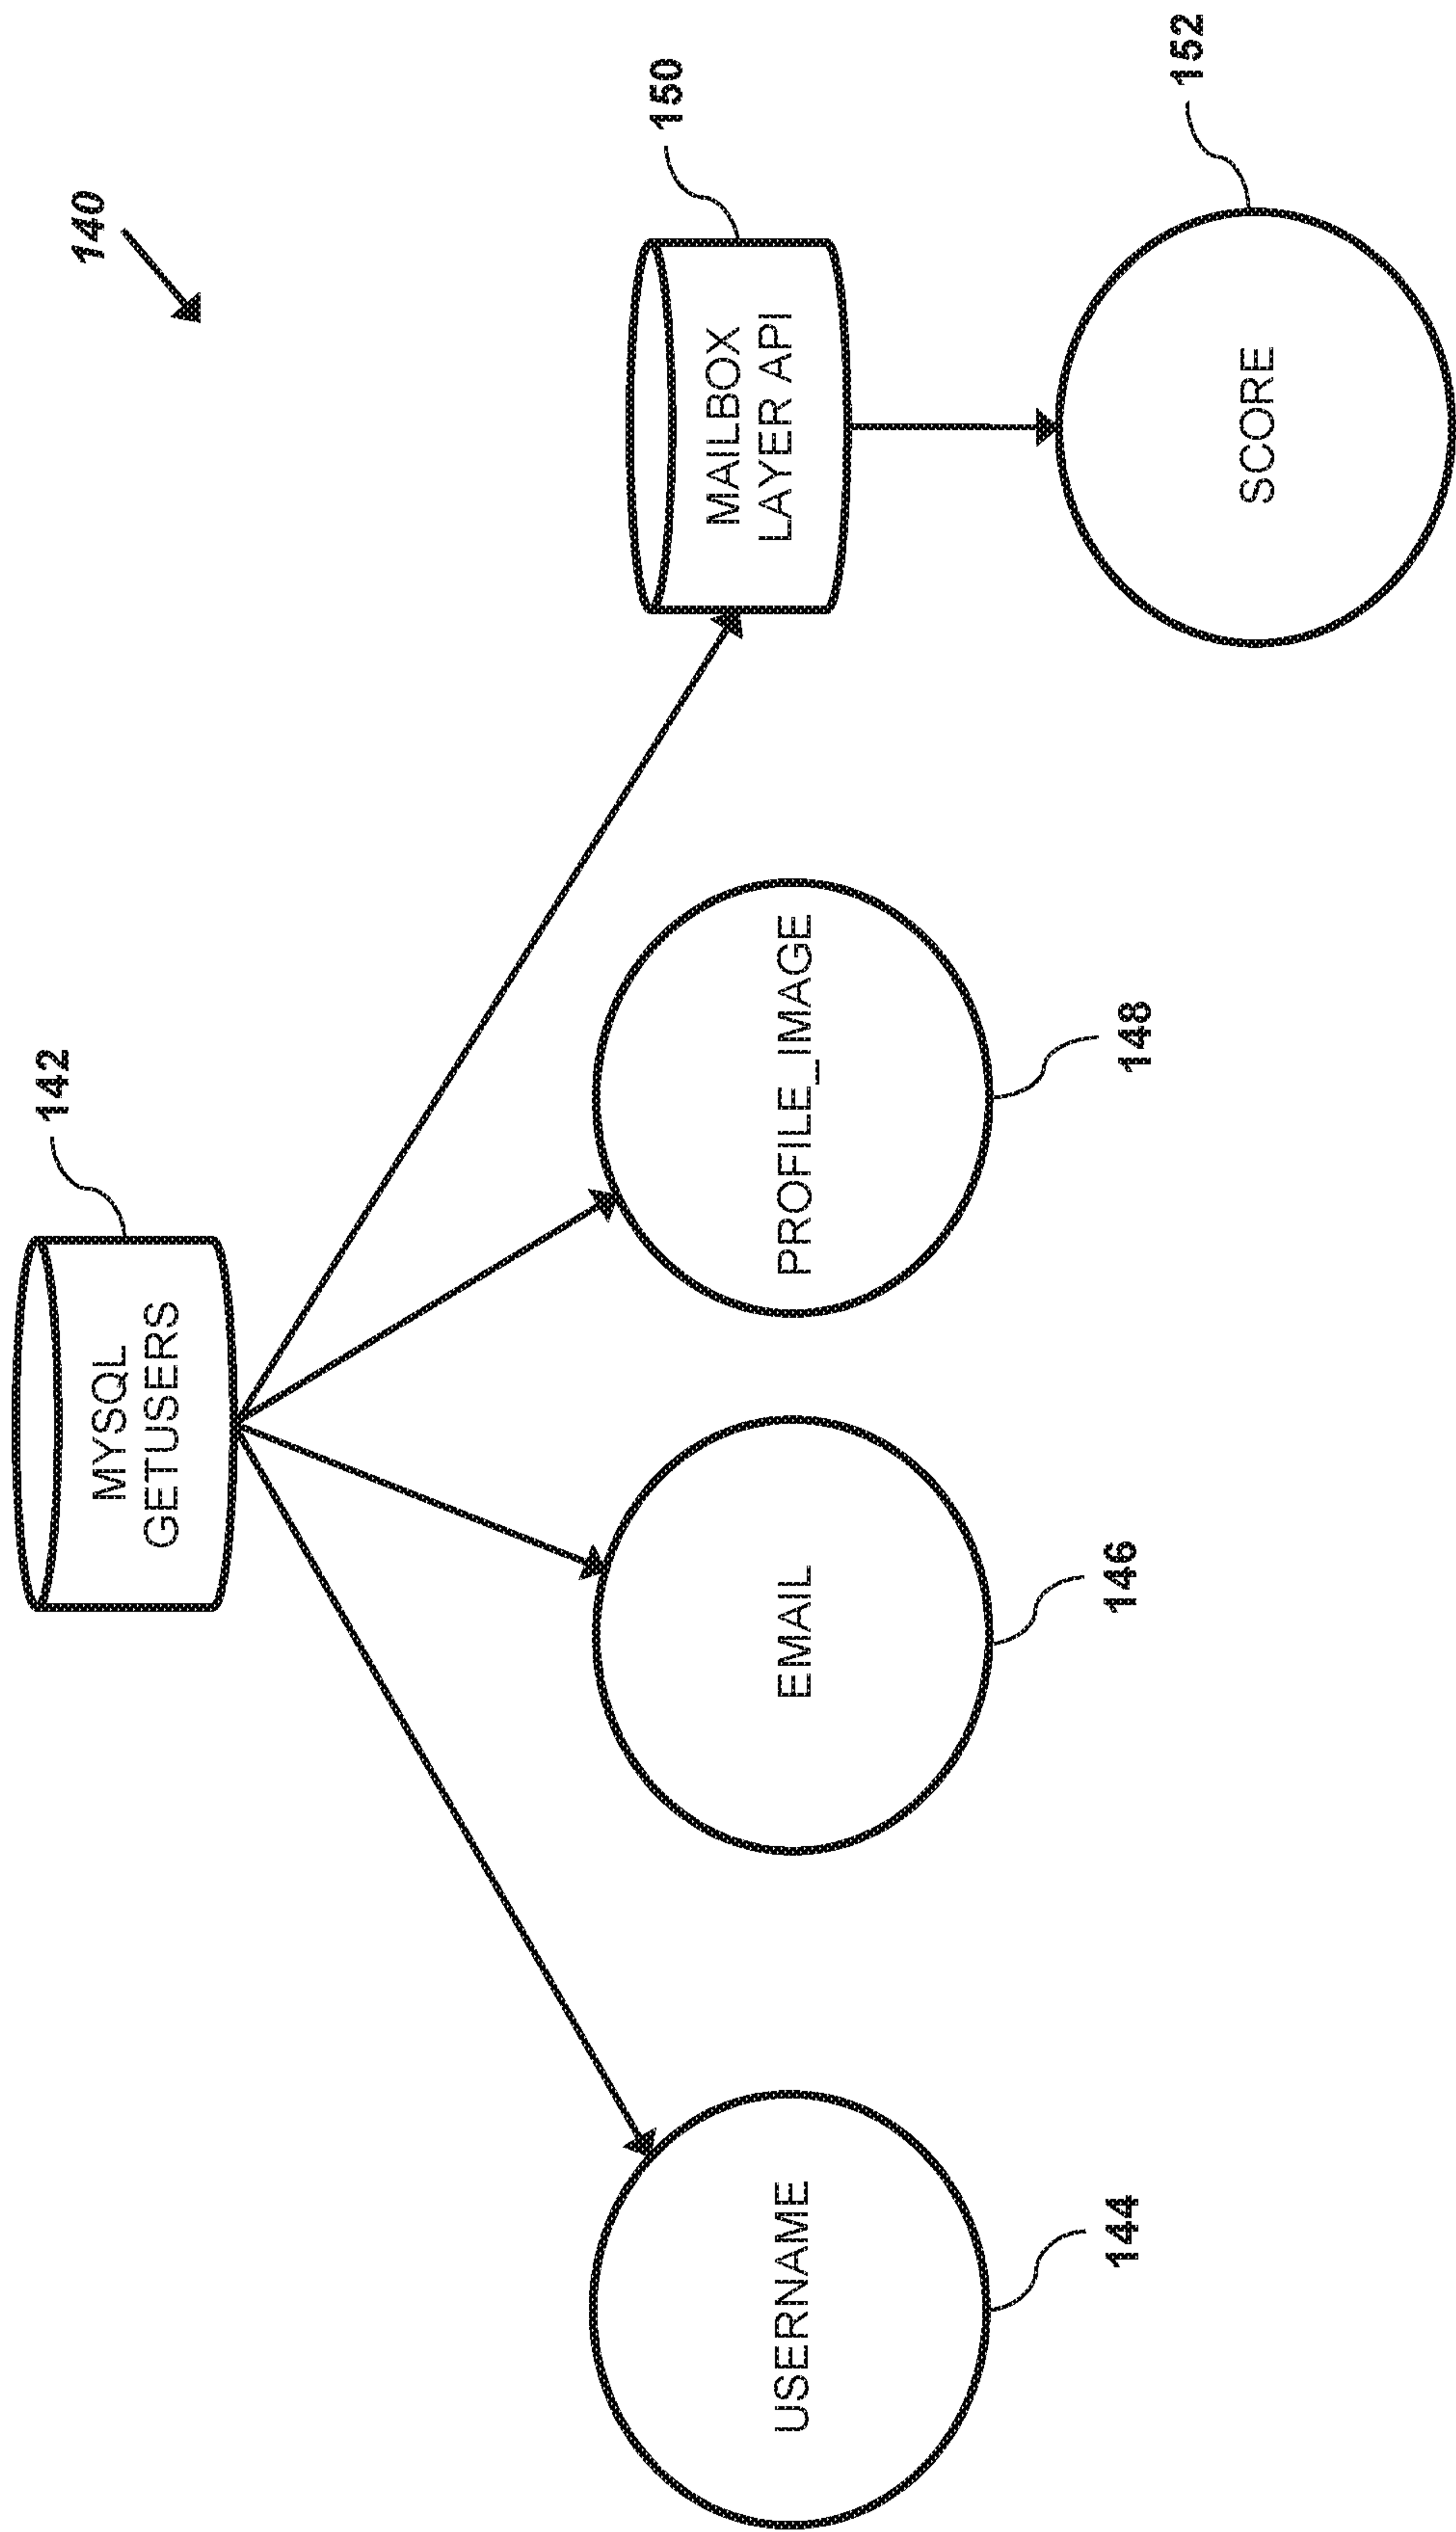 140
142
MYSQL
GETUSERS
150
MAILBOX
LAYER API
USERNAME
EMAIL
PROFILE_IMAGE
144
146
148
152
SCORE